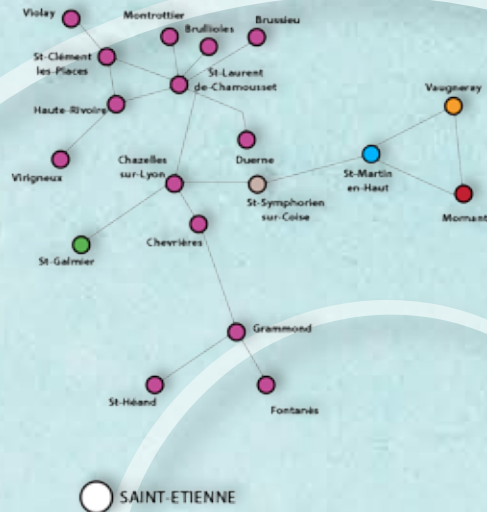 Violay
Montrottier
Brullioles
Brussieu
St-Clément
les-Places
St-Laurent
de-Chamousset
Haute-Rivoire
Vaugneray
Virigneux
Chazelles
sur-Lyon
Duerne
St-Martin
en-Haut
St-Symphorien
sur-Coise
Mornant
Chevrières
St-Galmier
Grammond
St-Héand
Fontanès
SAINT-ETIENNE